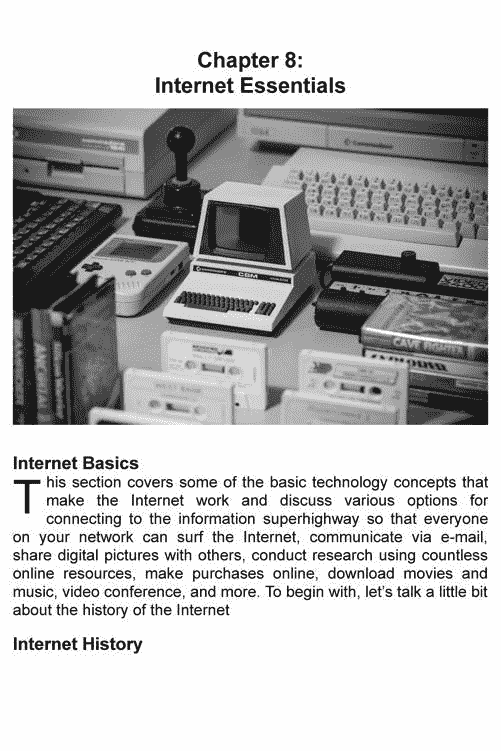 Chapter 8:
Internet Essentials
CBM
CAVE FIGHTER
Internet Basics
This section covers some of the basic technology concepts that
make the Internet work and discuss various options for
connecting to the information superhighway so that everyone
on your network can surf the Internet, communicate via e-mail,
share digital pictures with others, conduct research using countless
online resources, make purchases online, download movies and
music, video conference, and more. To begin with, let’s talk a little bit
about the history of the Internet
Internet History